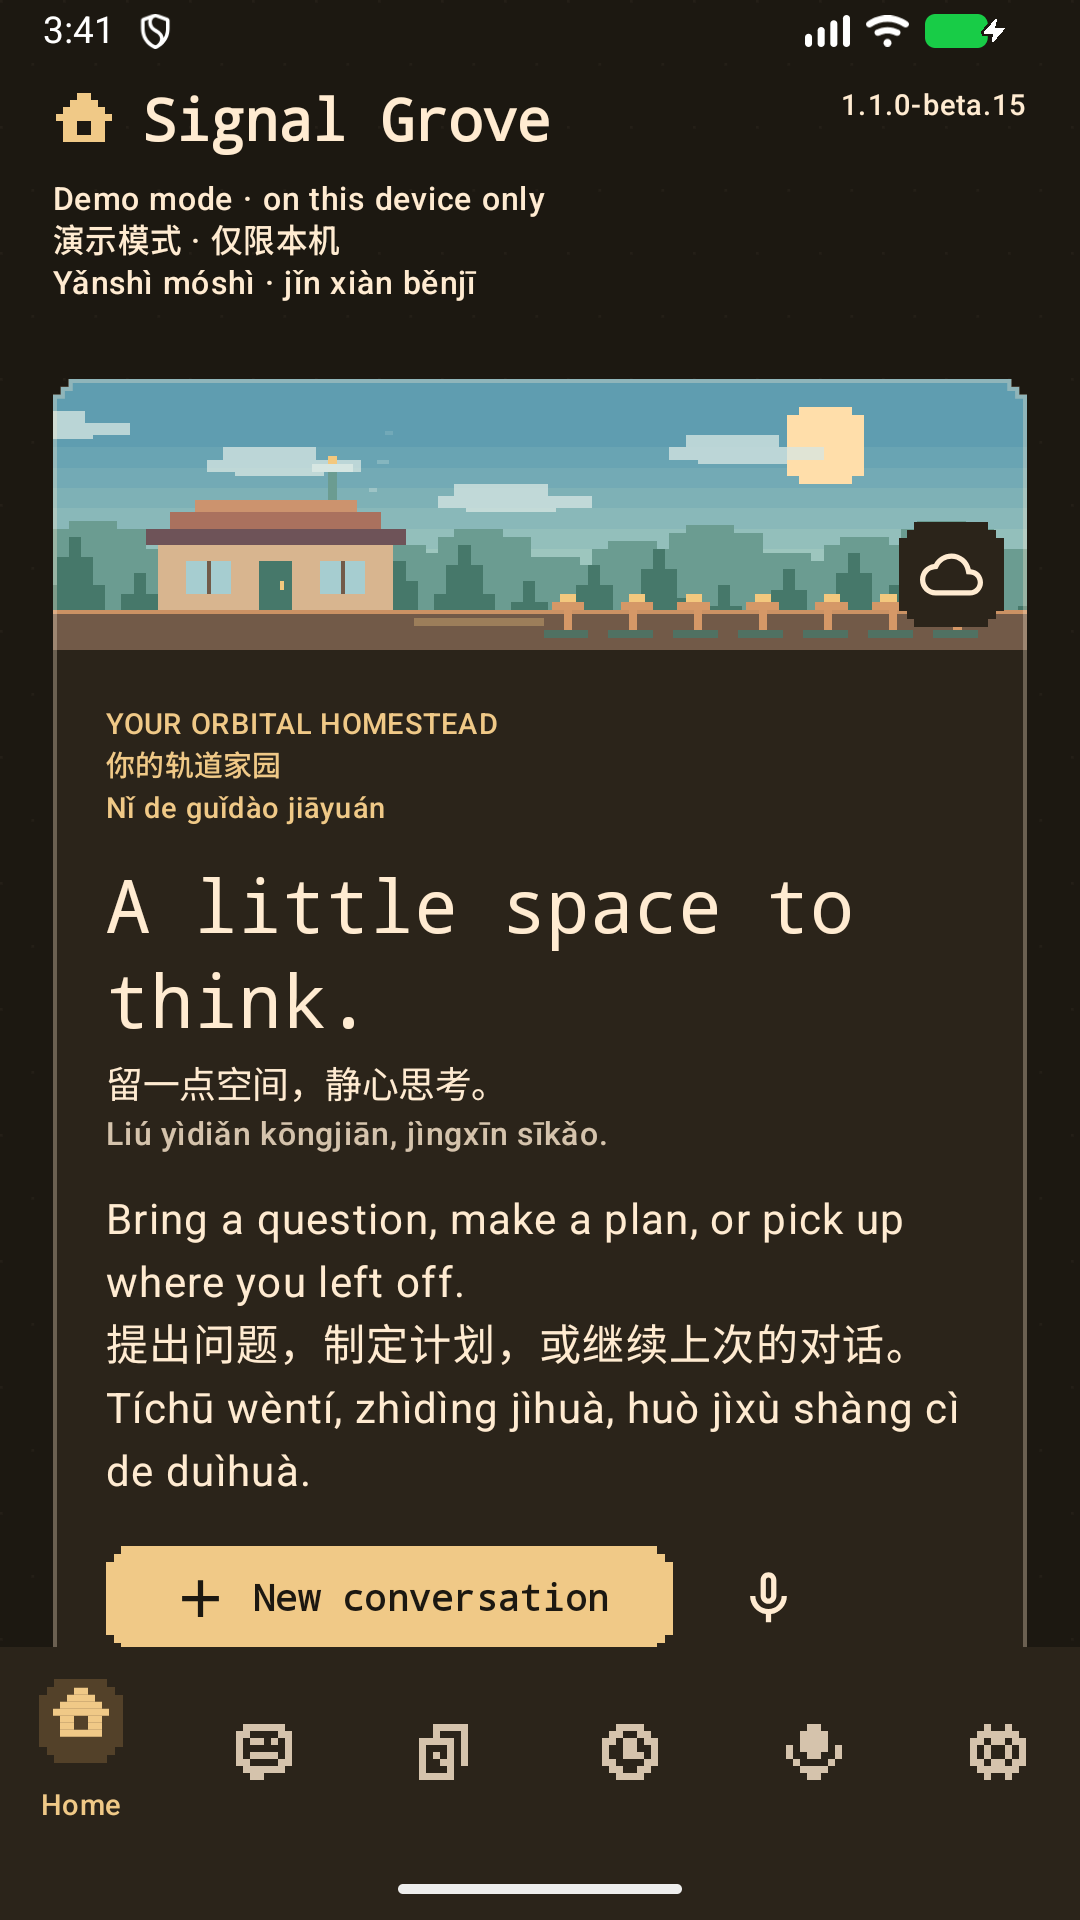 3:41
Signal Grove
1.1.0-beta.15
Demo mode · on this device only
演示模式 · 仅限本机
Yǎnshì móshì · jǐn xiàn běnjī
YOUR ORBITAL HOMESTEAD
你的轨道家园
Nǐ de guǐdào jiāyuán
A little space to
think.
留一点空间，静心思考。
Liú yìdiǎn kōngjiān, jìngxīn sīkǎo.
Bring a question, make a plan, or pick up
where you left off.
提出问题，制定计划，或继续上次的对话。
Tíchū wèntí, zhìdìng jìhuà, huò jìxù shàng cì
de duìhuà.
New conversation
Home